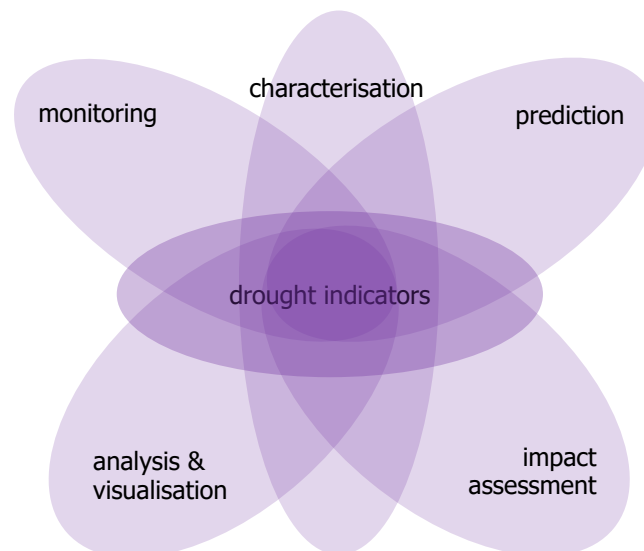 characterisation
monitoring
prediction
drought indicators
analysis &
visualisation
impact
assessment